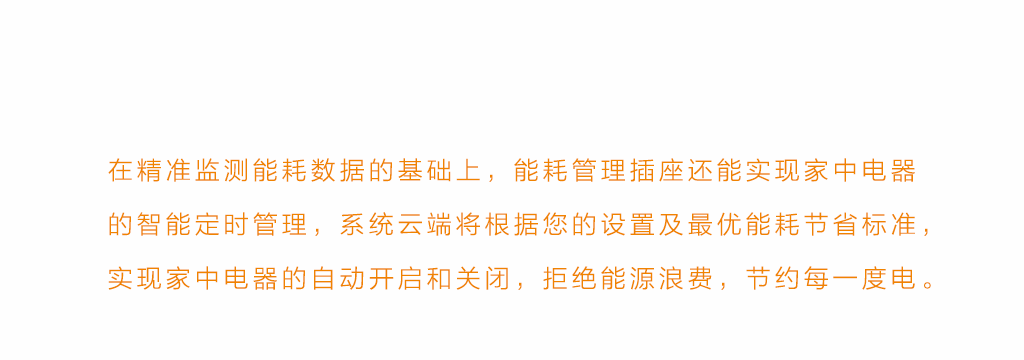 在精准监测能耗数据的基础上，能耗管理插座还能实现家中电器
的智能定时管理，系统云端将根据您的设置及最优能耗节省标准，
实现家中电器的自动开启和关闭，拒绝能源浪费，节约每一度电。